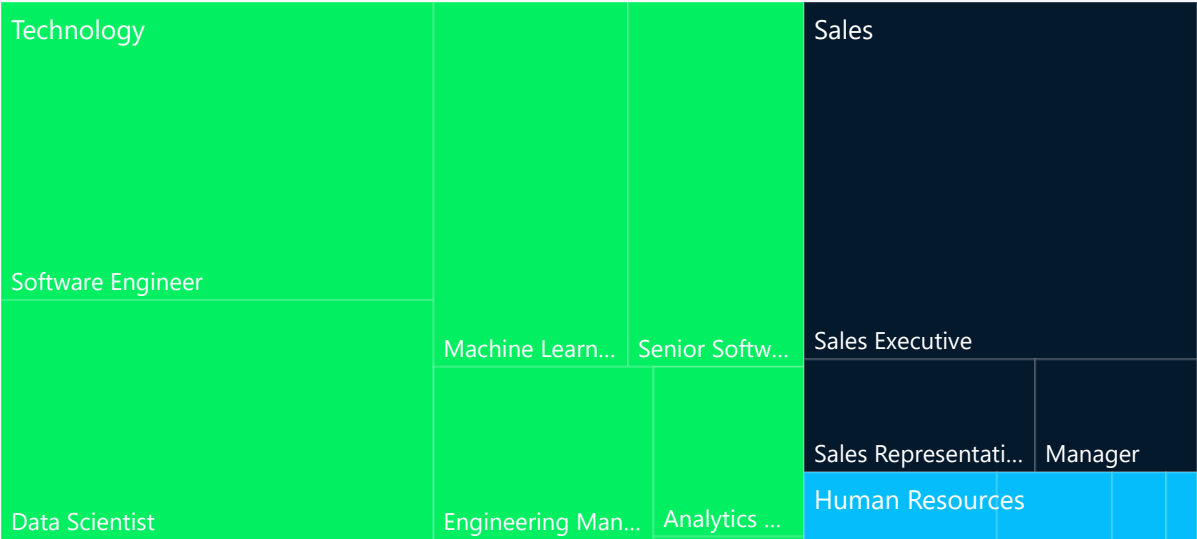 Technology
Software Engineer
Data Scientist
Machine Learn...
Senior Softw...
Engineering Man...
Analytics ...
Sales
Sales Executive
Sales Representati...
Manager
Human Resources